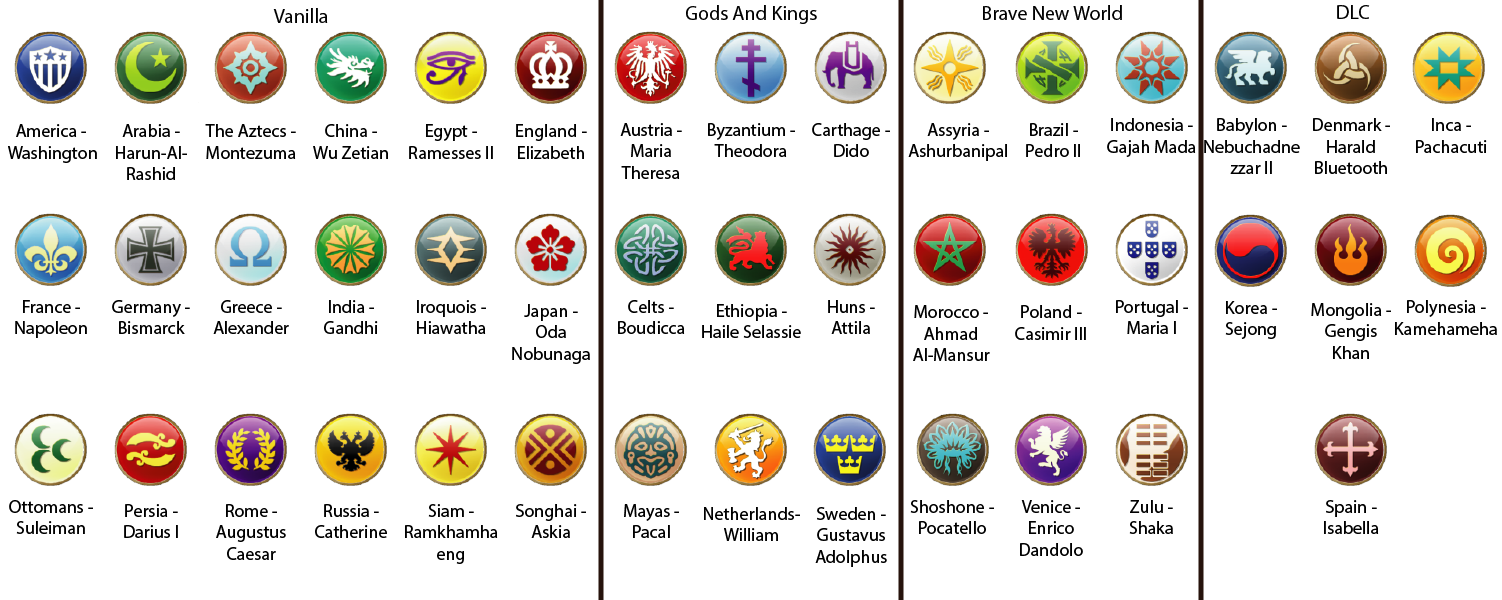 Vanilla
Gods And Kings
Brave New World
DLC
America -
Washington
Arabia -
Harun-Al-
Rashid
The Aztecs -
Montezuma
China -
Wu Zetian
Egypt -
Ramesses II
England -
Elizabeth
Austria -
Maria
Theresa
Byzantium -
Theodora
Carthage -
Dido
Assyria -
Ashurbanipal
Brazil -
Pedro II
Indonesia -
Gajah Mada
Babylon -
Nebuchadne
zzar II
Denmark -
Harald
Bluetooth
Inca -
Pachacuti
France -
Napoleon
Germany -
Bismarck
Greece -
Alexander
India -
Gandhi
Iroquois -
Hiawatha
Japan -
Oda
Nobunaga
Celts -
Boudicca
Ethiopia -
Haile Selassie
Huns -
Attila
Morocco -
Ahmad
Al-Mansur
Poland -
Casimir III
Portugal -
Maria I
Korea -
Sejong
Mongolia -
Gengis
Khan
Polynesia -
Kamehameha
Ottomans -
Suleiman
Persia -
Darius I
Rome -
Augustus
Caesar
Russia -
Catherine
Siam -
Ramkhamha
eng
Songhai -
Askia
Mayas -
Pacal
Netherlands-
William
Sweden -
Gustavus
Adolphus
Shoshone -
Pocatello
Venice -
Enrico
Dandolo
Zulu -
Shaka
Spain -
Isabella